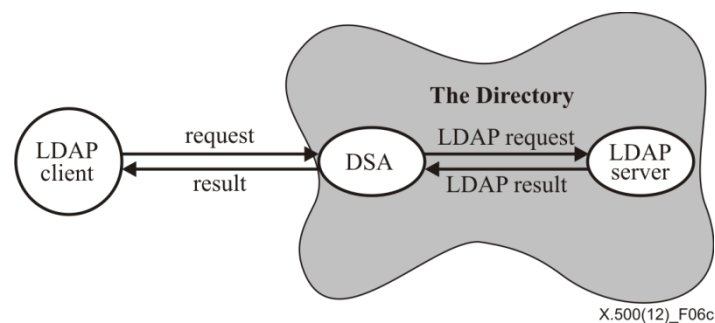 The Directory
request
LDAP request
LDAP
client
DSA
LDAP
server
result
LDAP result
X.500(12)_F06c